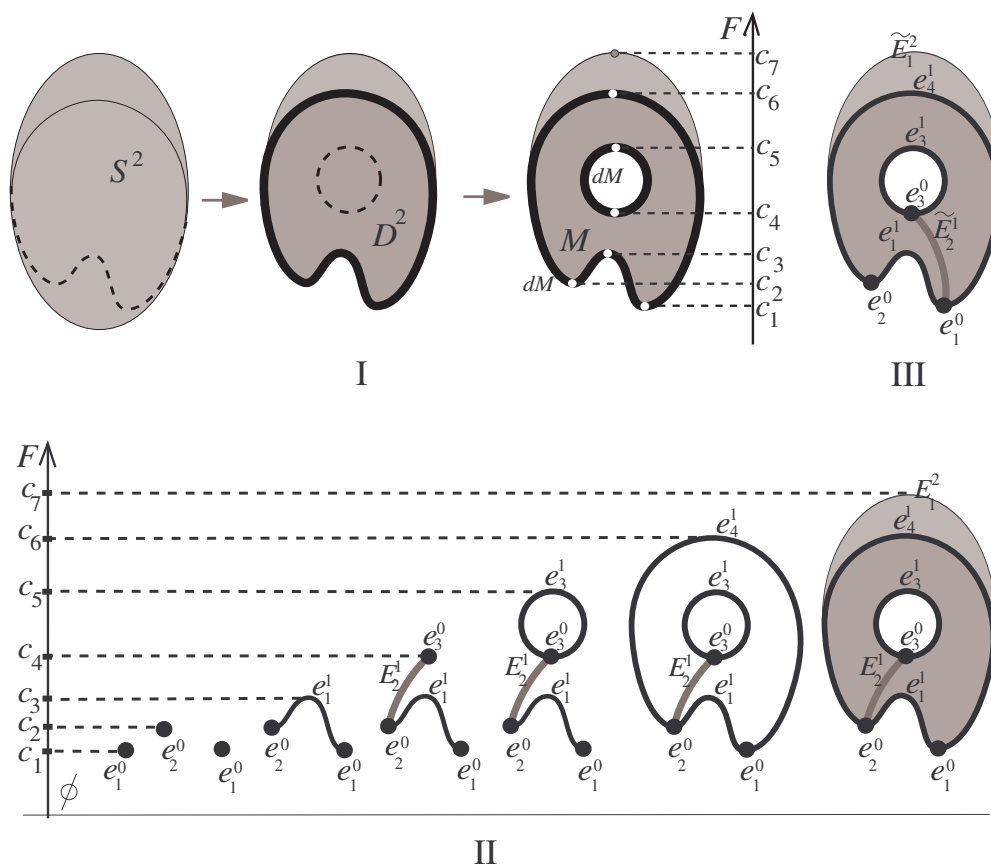 S^2
D^2
I
F
c_7
c_6
dM
c_5
c_4
M
c_3
dM
c_2
c_1
\widetilde{E}_1^2
e_4^1
e_3^1
e_3^0
e_1^1
\widetilde{E}_2^1
e_2^0
e_1^0
III
F
c_7
c_6
c_5
c_4
c_3
c_2
c_1
ϕ
e_1^0
e_2^0
e_1^0
e_1^1
e_2^0
e_1^0
e_3^0
E_2^1
e_1^1
e_2^0
e_1^0
e_3^1
e_3^0
E_2^1
e_1^1
e_2^0
e_1^0
e_4^1
e_3^1
e_3^0
E_2^1
e_1^1
e_2^0
e_1^0
E_1^2
e_4^1
e_3^1
e_3^0
E_2^1
e_1^1
e_2^0
e_1^0
II